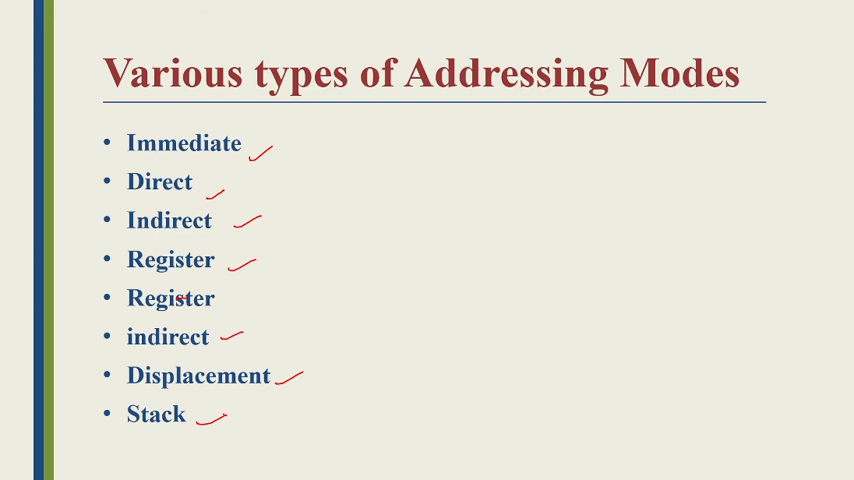 Various types of Addressing Modes
• Immediate
• Direct
• Indirect
• Register
• Register
• indirect
• Displacement
• Stack